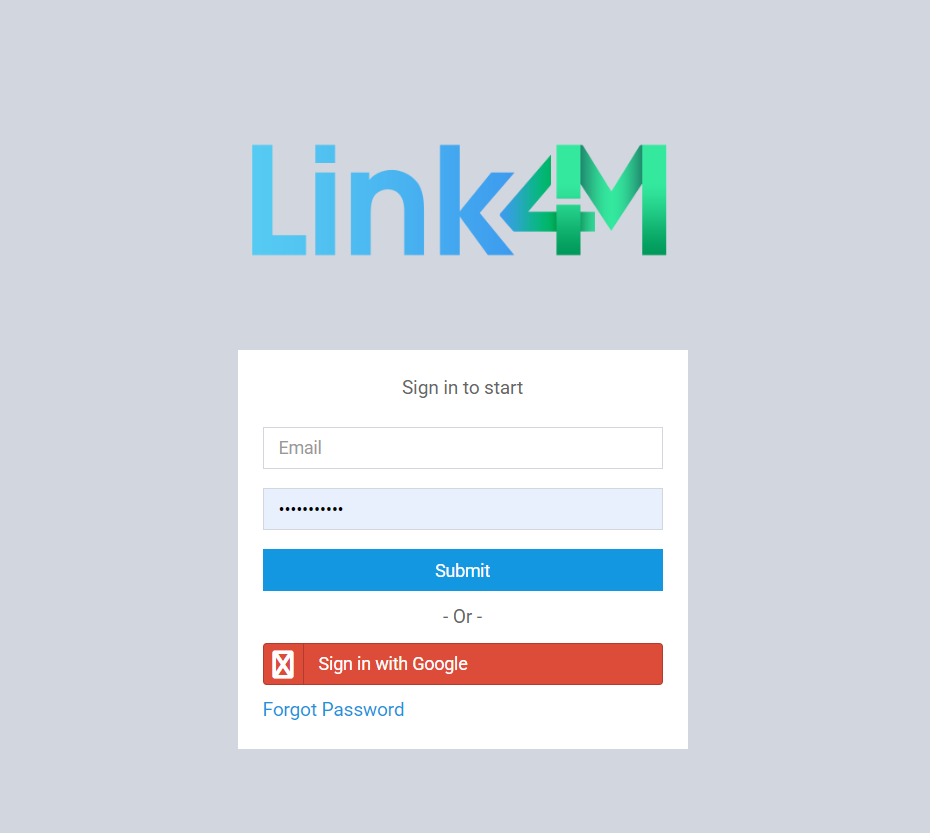 Link4M
Sign in to start
Email
•••••••••••
Submit
- Or -
Sign in with Google
Forgot Password